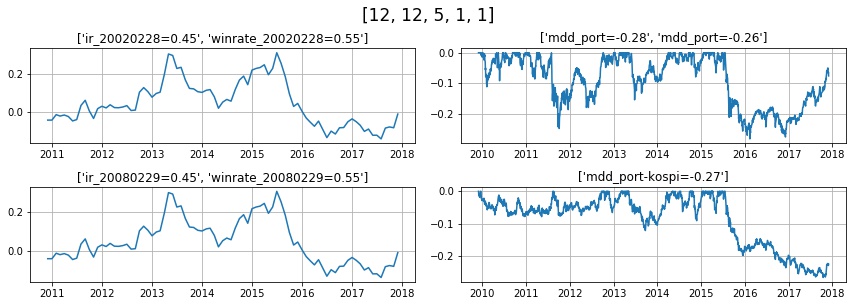 [12, 12, 5, 1, 1]
['ir_20020228=0.45', 'winrate_20020228=0.55']
0.2
0.0
2011 2012 2013 2014 2015 2016 2017 2018
['mdd_port=-0.28', 'mdd_port=-0.26']
0.0
−0.1
−0.2
2010 2011 2012 2013 2014 2015 2016 2017 2018
['ir_20080229=0.45', 'winrate_20080229=0.55']
0.2
0.0
2011 2012 2013 2014 2015 2016 2017 2018
['mdd_port-kospi=-0.27']
0.0
−0.1
−0.2
2010 2011 2012 2013 2014 2015 2016 2017 2018